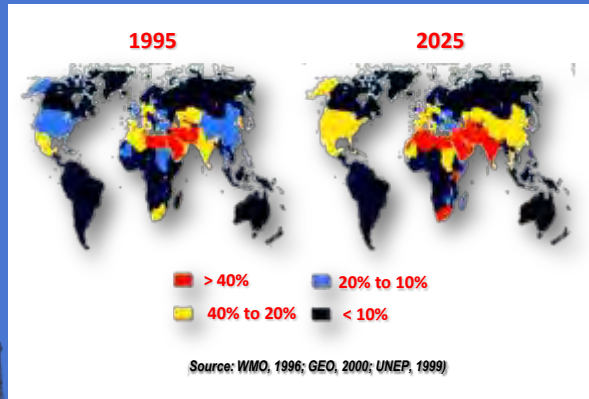 1995 2025
> 40% 20% to 10%
40% to 20% < 10%
Source: WMO, 1996; GEO, 2000; UNEP, 1999)